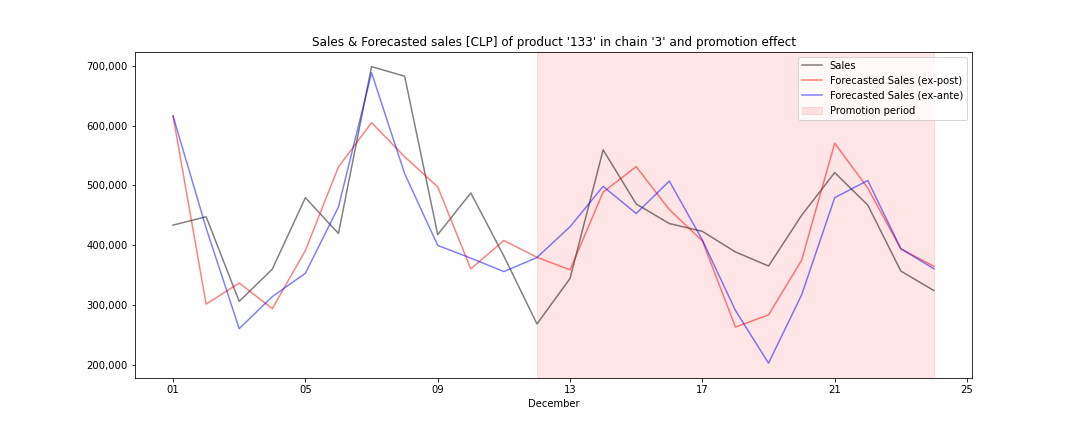 Sales & Forecasted sales [CLP] of product '133' in chain '3' and promotion effect
Sales
Forecasted Sales (ex-post)
Forecasted Sales (ex-ante)
Promotion period
700,000
600,000
500,000
400,000
300,000
200,000
01 05 09 13 17 21 25
December